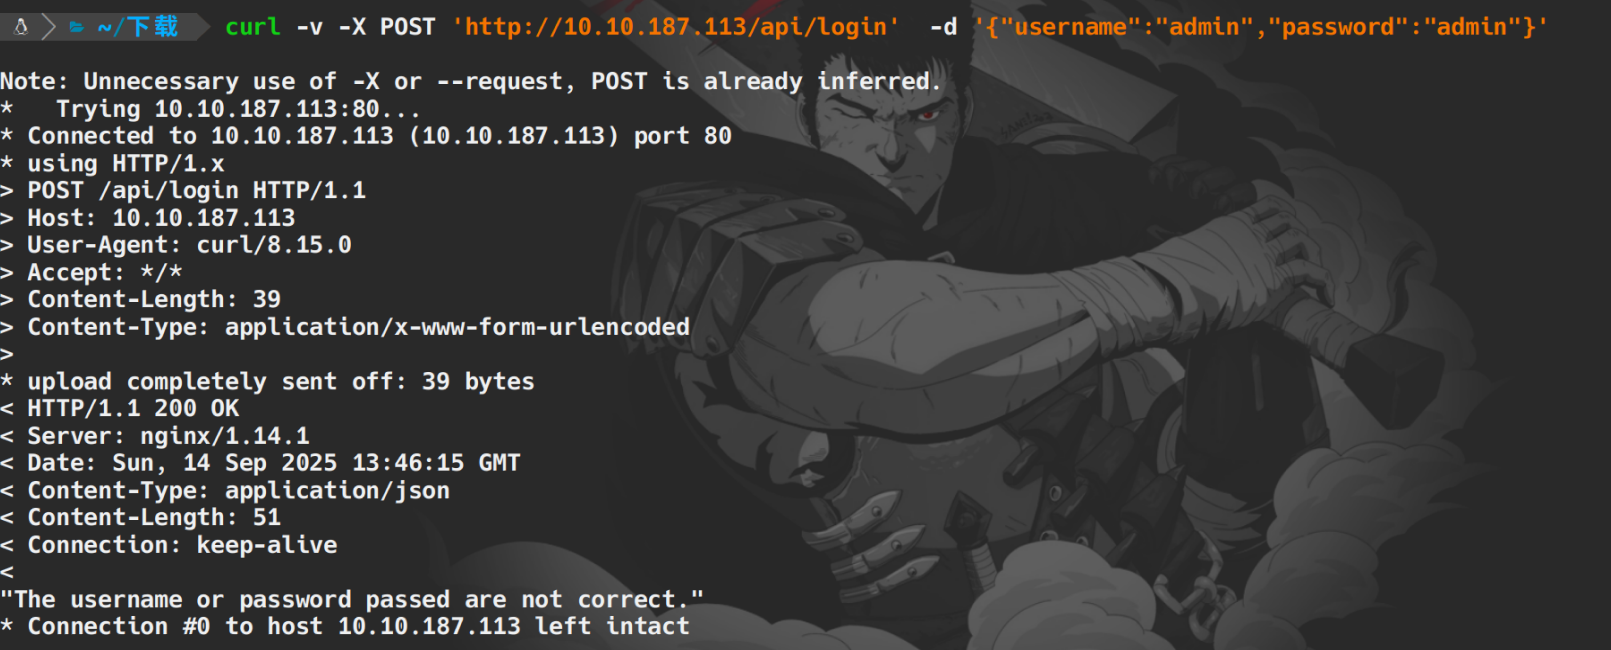 ~/下载 curl -v -X POST 'http://10.10.187.113/api/login'  -d '{"username":"admin","password":"admin"}'
Note: Unnecessary use of -X or --request, POST is already inferred.
*   Trying 10.10.187.113:80...
* Connected to 10.10.187.113 (10.10.187.113) port 80
* using HTTP/1.x
> POST /api/login HTTP/1.1
> Host: 10.10.187.113
> User-Agent: curl/8.15.0
> Accept: */*
> Content-Length: 39
> Content-Type: application/x-www-form-urlencoded
>
* upload completely sent off: 39 bytes
< HTTP/1.1 200 OK
< Server: nginx/1.14.1
< Date: Sun, 14 Sep 2025 13:46:15 GMT
< Content-Type: application/json
< Content-Length: 51
< Connection: keep-alive
<
"The username or password passed are not correct."
* Connection #0 to host 10.10.187.113 left intact